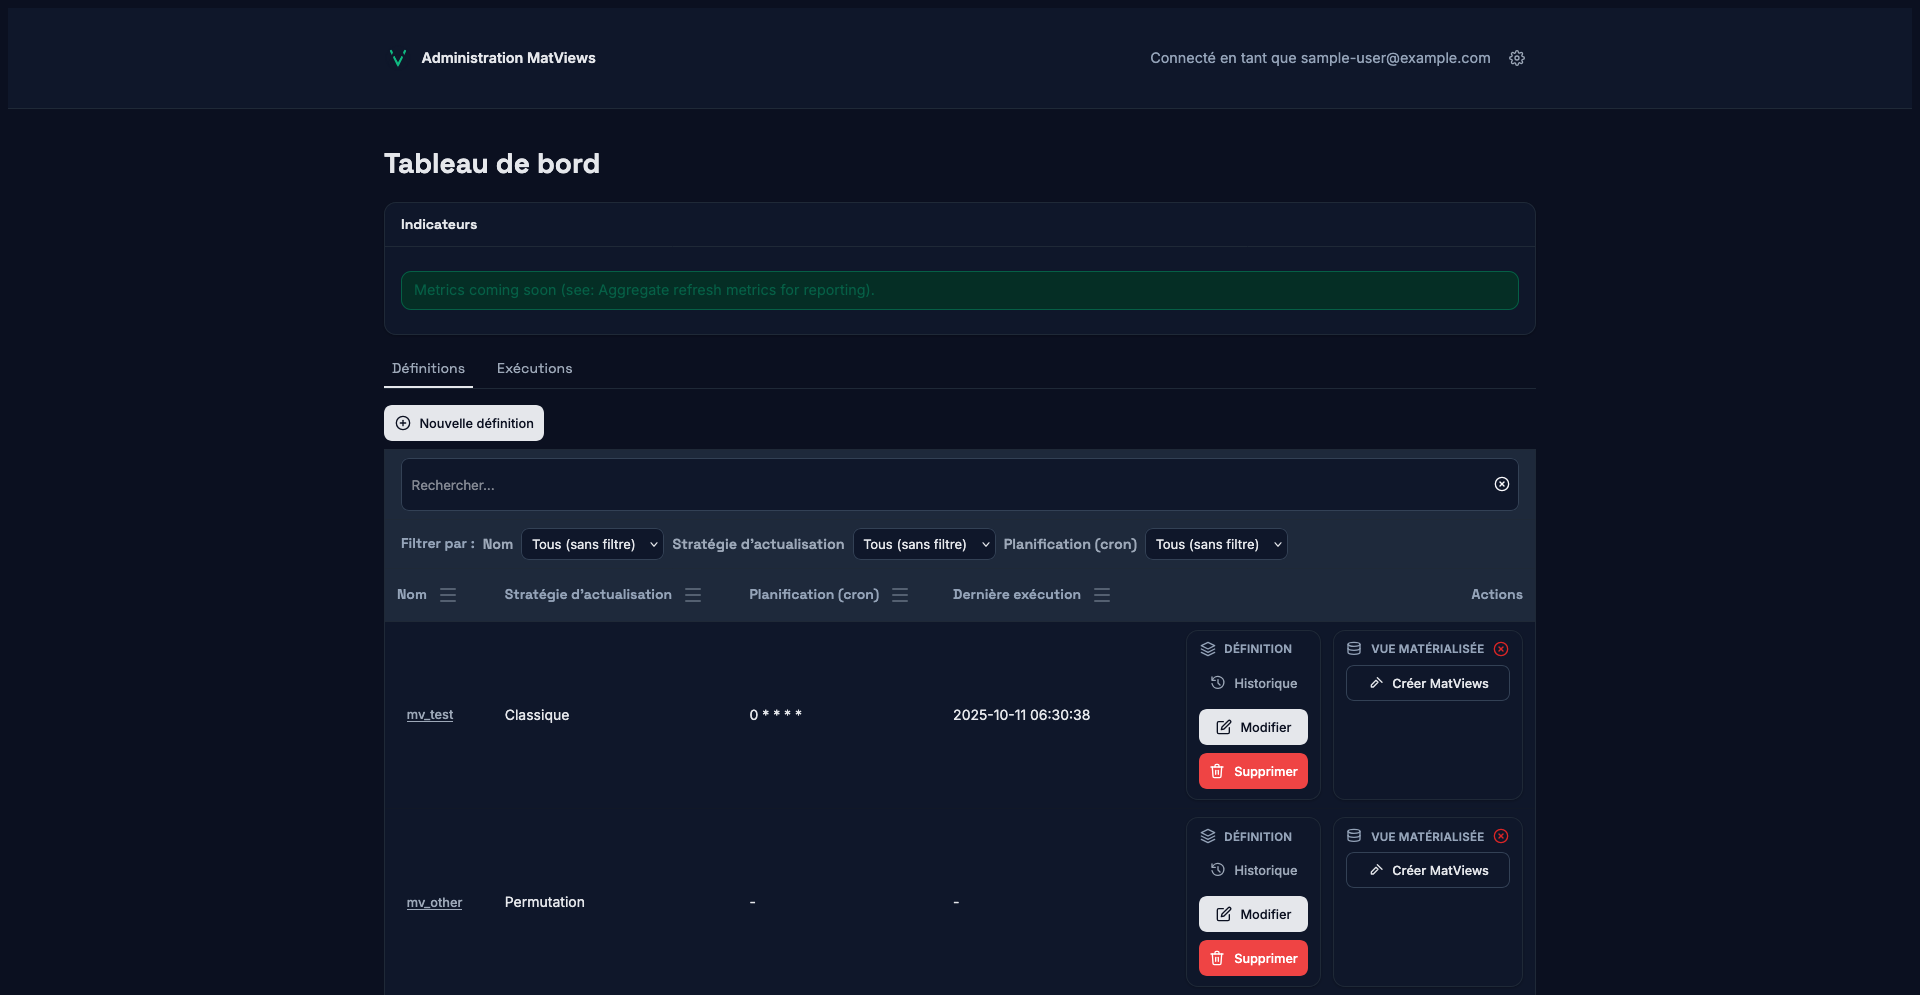 Administration MatViews
Connecté en tant que sample-user@example.com
Tableau de bord
Indicateurs
Metrics coming soon (see: Aggregate refresh metrics for reporting).
Définitions Exécutions
Nouvelle définition
Rechercher...
Filtrer par : Nom Tous (sans filtre) Stratégie d'actualisation Tous (sans filtre) Planification (cron) Tous (sans filtre)
Nom Stratégie d'actualisation Planification (cron) Dernière exécution Actions
mv_test Classique 0 * * * * 2025-10-11 06:30:38
DÉFINITION
Historique
Modifier
Supprimer
VUE MATÉRIALISÉE
Créer MatViews
mv_other Permutation - -
DÉFINITION
Historique
Modifier
Supprimer
VUE MATÉRIALISÉE
Créer MatViews